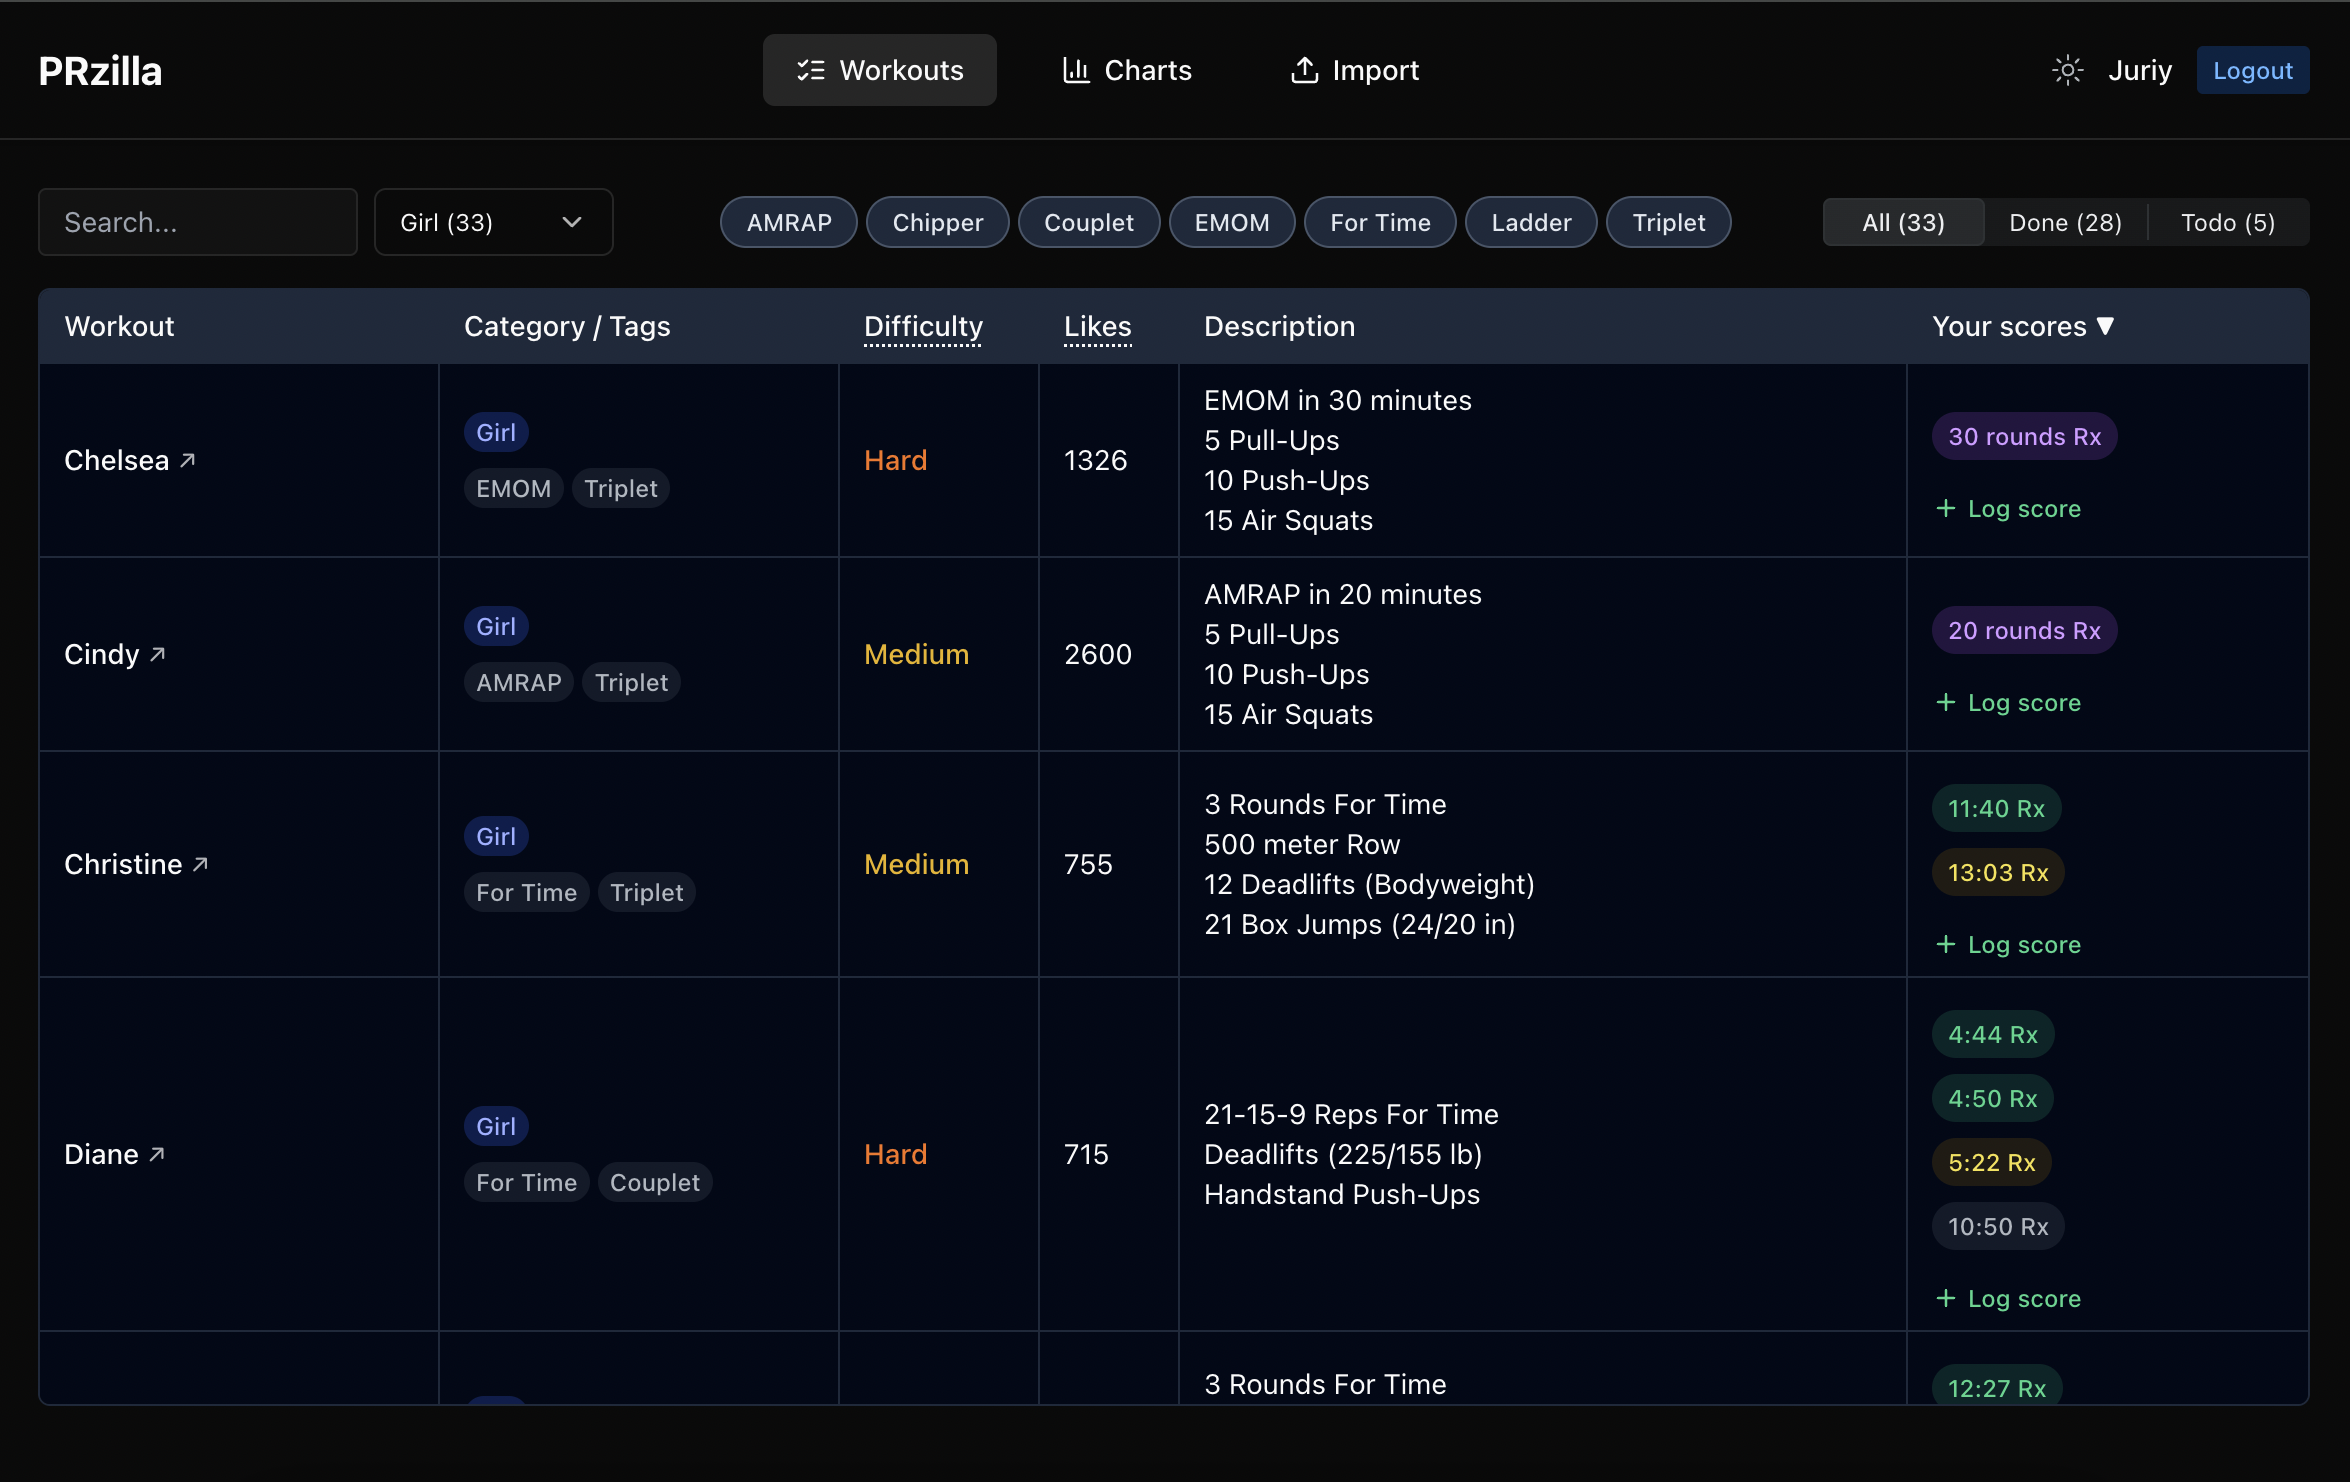 PRzilla
Workouts
Charts
Import
Juriy
Logout
Search...
Girl (33)
AMRAP
Chipper
Couplet
EMOM
For Time
Ladder
Triplet
All (33)
Done (28)
Todo (5)
Workout
Category / Tags
Difficulty
Likes
Description
Your scores ▼
Chelsea ↗
Girl
EMOM
Triplet
Hard
1326
EMOM in 30 minutes
5 Pull-Ups
10 Push-Ups
15 Air Squats
30 rounds Rx
+ Log score
Cindy ↗
Girl
AMRAP
Triplet
Medium
2600
AMRAP in 20 minutes
5 Pull-Ups
10 Push-Ups
15 Air Squats
20 rounds Rx
+ Log score
Christine ↗
Girl
For Time
Triplet
Medium
755
3 Rounds For Time
500 meter Row
12 Deadlifts (Bodyweight)
21 Box Jumps (24/20 in)
11:40 Rx
13:03 Rx
+ Log score
Diane ↗
Girl
For Time
Couplet
Hard
715
21-15-9 Reps For Time
Deadlifts (225/155 lb)
Handstand Push-Ups
4:44 Rx
4:50 Rx
5:22 Rx
10:50 Rx
+ Log score
3 Rounds For Time
12:27 Rx